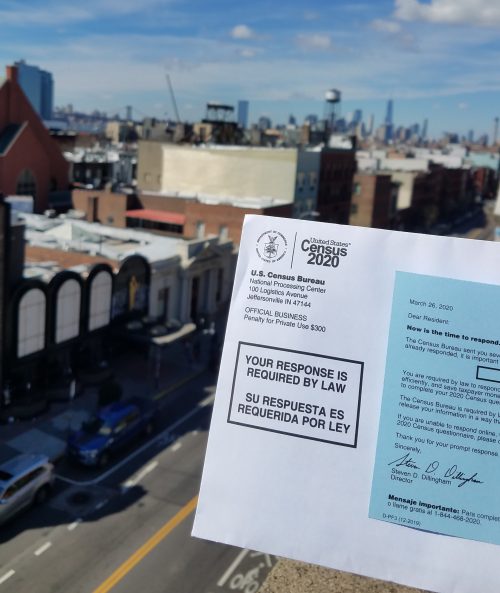 United States®
Census
2020
U.S. Census Bureau
National Processing Center
100 Logistics Avenue
Jeffersonville IN 47144
OFFICIAL BUSINESS
Penalty for Private Use $300
YOUR RESPONSE IS
REQUIRED BY LAW
SU RESPUESTA ES
REQUERIDA POR LEY
March 26, 2020
Dear Resident:
Now is the time to respond.
The Census Bureau sent you
already responded, it is important
You are required by law to respond
efficiently, and save taxpayer
to complete your 2020 Census
The Census Bureau is required by
release your information in a way
If you are unable to respond online,
2020 Census questionnaire, please
Thank you for your prompt response
Sincerely,
Steven D. Dillingham
Steven D. Dillingham
Director
Mensaje importante: Para
o llame gratis al 1-844-468-2020.
D-PF3 (12-2019)